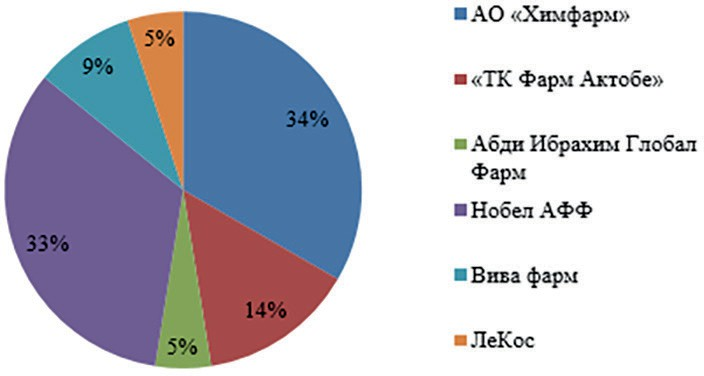 5%
9%
34%
33%
14%
5%
АО «Химфарм»
«ТК Фарм Актобе»
Абди Ибрахим Глобал
Фарм
Нобел АФФ
Вива фарм
ЛеКос